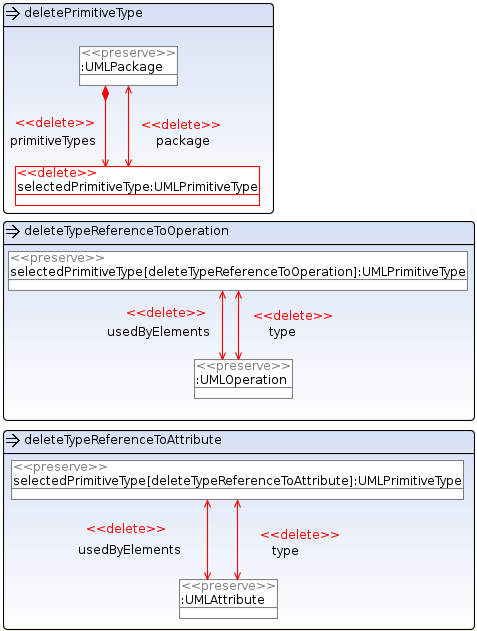 deletePrimitiveType
<<preserve>>
:UMLPackage
<<delete>> <<delete>>
primitiveTypes package
<<delete>>
selectedPrimitiveType:UMLPrimitiveType
deleteTypeReferenceToOperation
<<preserve>>
selectedPrimitiveType[deleteTypeReferenceToOperation]:UMLPrimitiveType
<<delete>> <<delete>>
usedByElements type
<<preserve>>
:UMLOperation
deleteTypeReferenceToAttribute
<<preserve>>
selectedPrimitiveType[deleteTypeReferenceToAttribute]:UMLPrimitiveType
<<delete>> <<delete>>
usedByElements type
<<preserve>>
:UMLAttribute